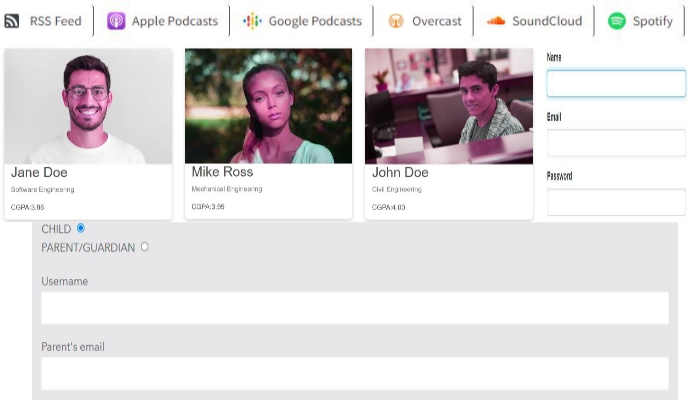 RSS Feed
Apple Podcasts
Google Podcasts
Overcast
SoundCloud
Spotify
Jane Doe
Software Engineering
CGPA:3.88
Mike Ross
Mechanical Engineering
CGPA:3.99
John Doe
Civil Engineering
CGPA:4.00
Name
Email
Password
CHILD
PARENT/GUARDIAN
Username
Parent's email